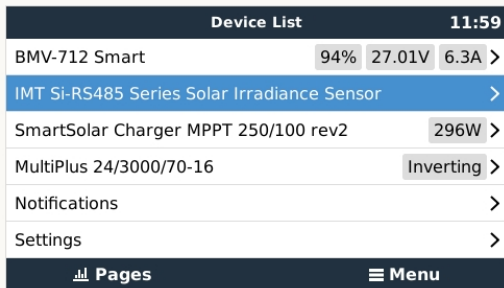 Device List 11:59
BMV-712 Smart 94% 27.01V 6.3A
IMT Si-RS485 Series Solar Irradiance Sensor
SmartSolar Charger MPPT 250/100 rev2 296W
MultiPlus 24/3000/70-16 Inverting
Notifications
Settings
Pages Menu